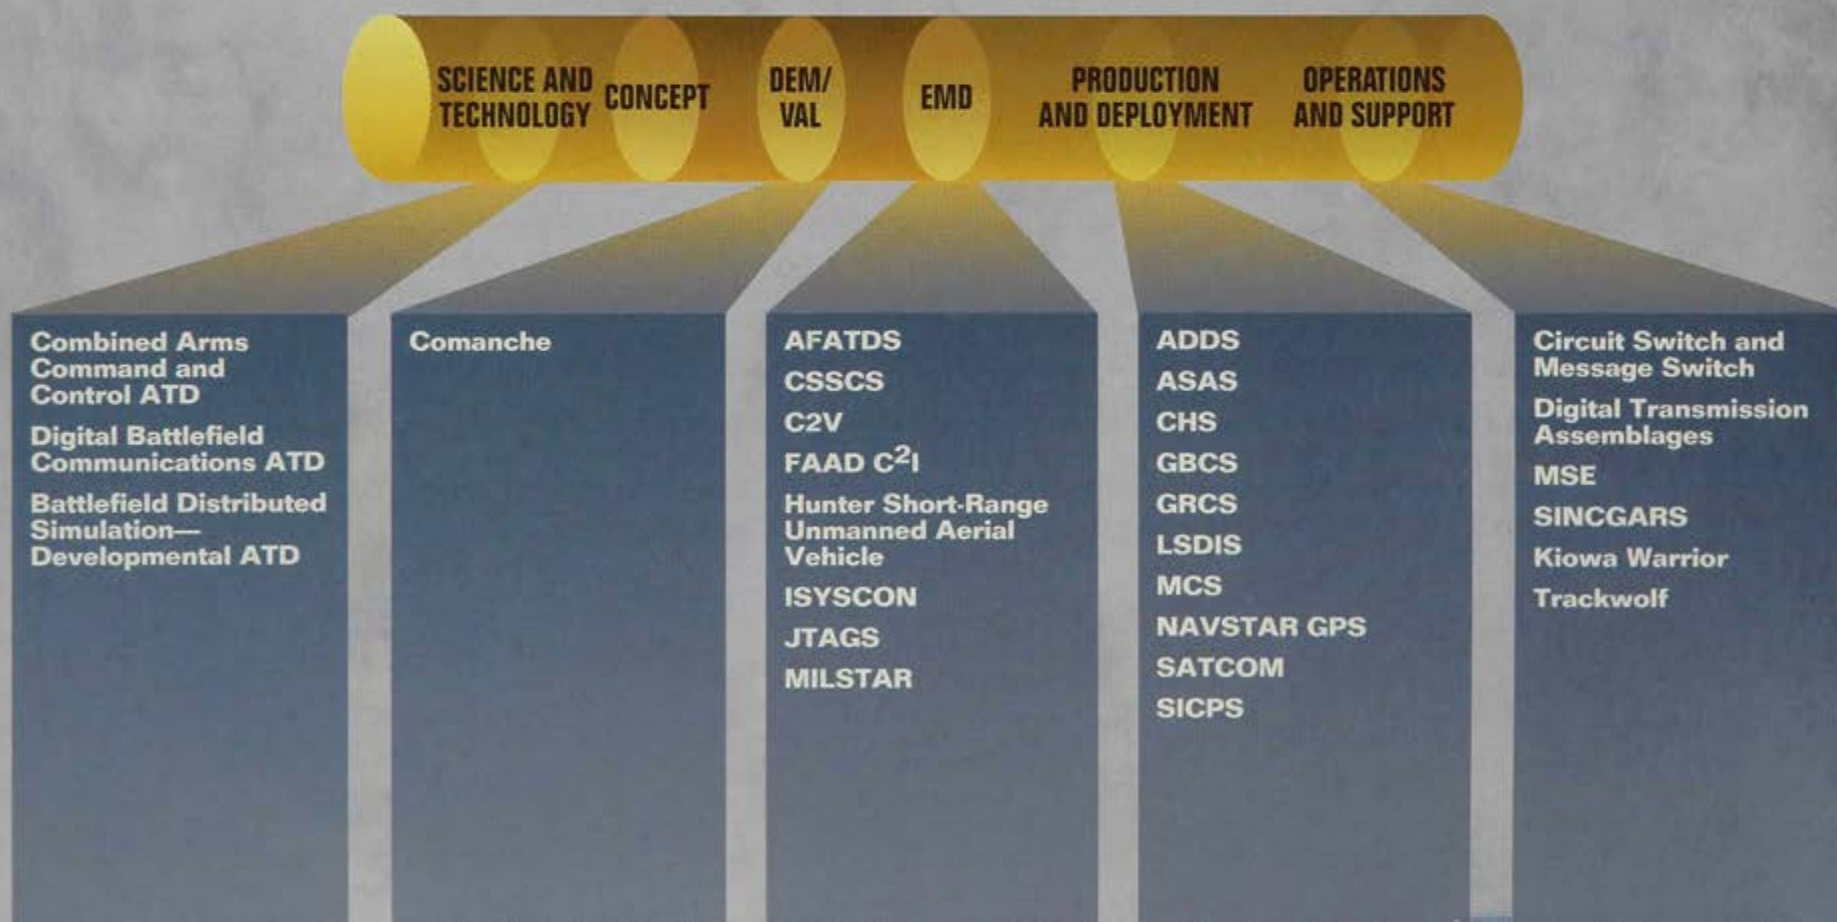 SCIENCE AND
TECHNOLOGY
CONCEPT
DEM/
VAL
EMD
PRODUCTION
AND DEPLOYMENT
OPERATIONS
AND SUPPORT
Combined Arms
Command and
Control ATD
Digital Battlefield
Communications ATD
Battlefield Distributed
Simulation—
Developmental ATD
Comanche
AFATDS
CSSCS
C2V
FAAD C²I
Hunter Short-Range
Unmanned Aerial
Vehicle
ISYSCON
JTAGS
MILSTAR
ADDS
ASAS
CHS
GBCS
GRCS
LSDIS
MCS
NAVSTAR GPS
SATCOM
SICPS
Circuit Switch and
Message Switch
Digital Transmission
Assemblages
MSE
SINCGARS
Kiowa Warrior
Trackwolf